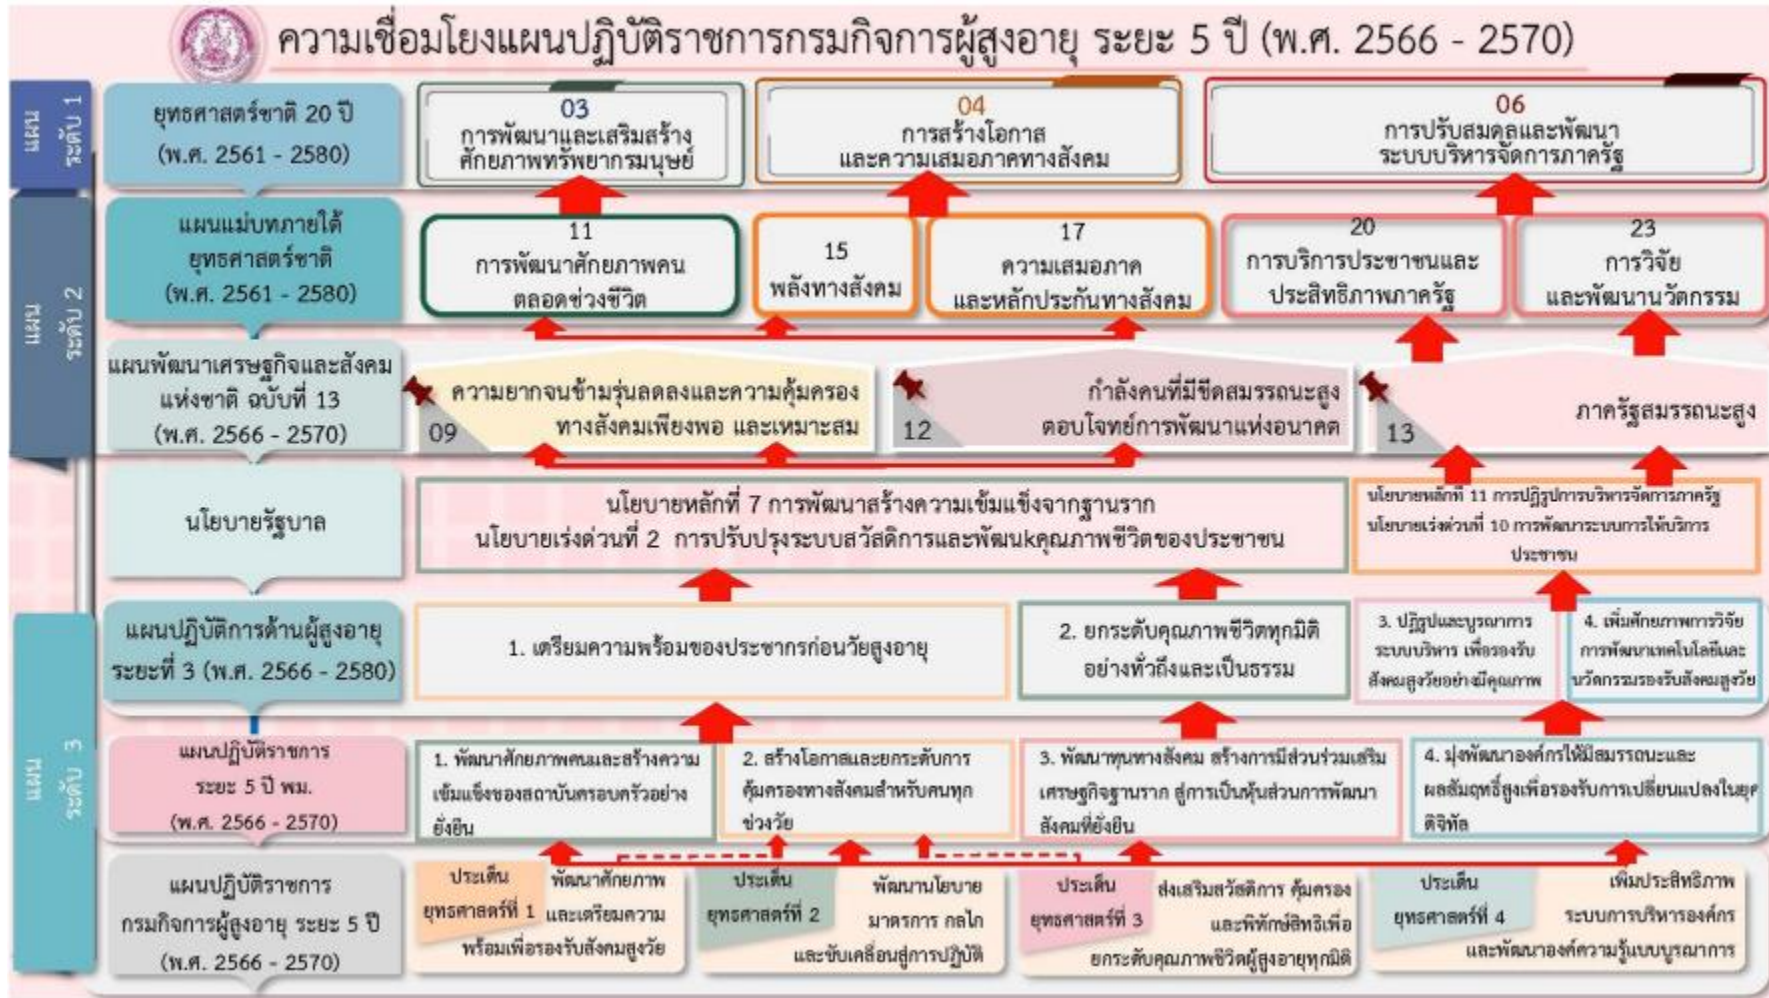 ความเชื่อมโยงแผนปฏิบัติราชการกรมกิจการผู้สูงอายุ ระยะ 5 ปี (พ.ศ. 2566 - 2570)
แผน
ระดับ 1
ยุทธศาสตร์ชาติ 20 ปี
(พ.ศ. 2561 - 2580)
03
การพัฒนาและเสริมสร้าง
ศักยภาพทรัพยากรมนุษย์
04
การสร้างโอกาส
และความเสมอภาคทางสังคม
06
การปรับสมดุลและพัฒนา
ระบบบริหารจัดการภาครัฐ
แผน
ระดับ 2
แผนแม่บทภายใต้
ยุทธศาสตร์ชาติ
(พ.ศ. 2561 - 2580)
11
การพัฒนาศักยภาพคน
ตลอดช่วงชีวิต
15
พลังทางสังคม
17
ความเสมอภาค
และหลักประกันทางสังคม
20
การบริการประชาชนและ
ประสิทธิภาพภาครัฐ
23
การวิจัย
และพัฒนานวัตกรรม
แผนพัฒนาเศรษฐกิจและสังคม
แห่งชาติ ฉบับที่ 13
(พ.ศ. 2566 - 2570)
09
ความยากจนข้ามรุ่นลดลงและความคุ้มครอง
ทางสังคมเพียงพอ และเหมาะสม
12
กำลังคนที่มีขีดสมรรถนะสูง
ตอบโจทย์การพัฒนาแห่งอนาคต
13
ภาครัฐสมรรถนะสูง
นโยบายรัฐบาล
นโยบายหลักที่ 7 การพัฒนาสร้างความเข้มแข็งจากฐานราก
นโยบายเร่งด่วนที่ 2 การปรับปรุงระบบสวัสดิการและพัฒนkคุณภาพชีวิตของประชาชน
นโยบายหลักที่ 11 การปฏิรูปการบริหารจัดการภาครัฐ
นโยบายเร่งด่วนที่ 10 การพัฒนาระบบการให้บริการ
ประชาชน
แผน
ระดับ 3
แผนปฏิบัติการด้านผู้สูงอายุ
ระยะที่ 3 (พ.ศ. 2566 - 2580)
1. เตรียมความพร้อมของประชากรก่อนวัยสูงอายุ
2. ยกระดับคุณภาพชีวิตทุกมิติ
อย่างทั่วถึงและเป็นธรรม
3. ปฏิรูปและบูรณาการ
ระบบบริหาร เพื่อรองรับ
สังคมสูงวัยอย่างมีคุณภาพ
4. เพิ่มศักยภาพการวิจัย
การพัฒนาเทคโนโลยีและ
นวัตกรรมรองรับสังคมสูงวัย
แผนปฏิบัติราชการ
ระยะ 5 ปี พม.
(พ.ศ. 2566 - 2570)
1. พัฒนาศักยภาพคนและสร้างความ
เข้มแข็งของสถาบันครอบครัวอย่าง
ยั่งยืน
2. สร้างโอกาสและยกระดับการ
คุ้มครองทางสังคมสำหรับคนทุก
ช่วงวัย
3. พัฒนาทุนทางสังคม สร้างการมีส่วนร่วมเสริม
เศรษฐกิจฐานราก สู่การเป็นหุ้นส่วนการพัฒนา
สังคมที่ยั่งยืน
4. มุ่งพัฒนาองค์กรให้มีสมรรถนะและ
ผลสัมฤทธิ์สูงเพื่อรองรับการเปลี่ยนแปลงในยุค
ดิจิทัล
แผนปฏิบัติราชการ
กรมกิจการผู้สูงอายุ ระยะ 5 ปี
(พ.ศ. 2566 - 2570)
ประเด็น
ยุทธศาสตร์ที่ 1
พัฒนาศักยภาพ
และเตรียมความ
พร้อมเพื่อรองรับสังคมสูงวัย
ประเด็น
ยุทธศาสตร์ที่ 2
พัฒนานโยบาย
มาตรการ กลไก
และขับเคลื่อนสู่การปฏิบัติ
ประเด็น
ยุทธศาสตร์ที่ 3
ส่งเสริมสวัสดิการ คุ้มครอง
และพิทักษ์สิทธิเพื่อ
ยกระดับคุณภาพชีวิตผู้สูงอายุทุกมิติ
ประเด็น
ยุทธศาสตร์ที่ 4
เพิ่มประสิทธิภาพ
ระบบการบริหารองค์กร
และพัฒนาองค์ความรู้แบบบูรณาการ